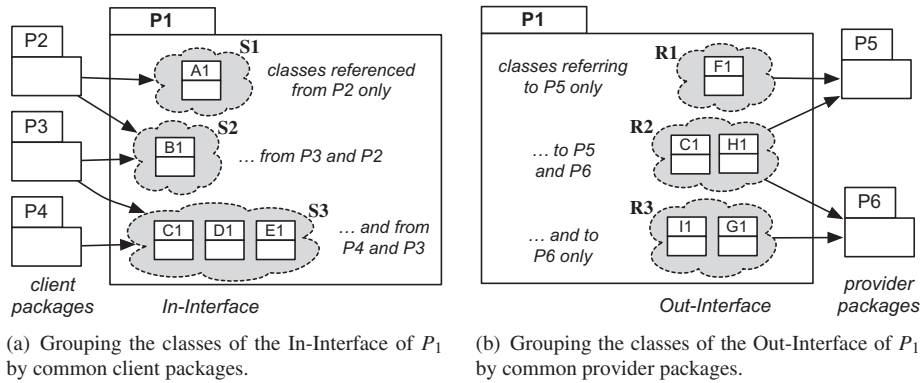 P1
P2
S1
A1
classes referenced
from P2 only
P3
S2
B1
… from P3 and P2
P4
S3
C1 D1 E1
… and from
P4 and P3
client
packages
In-Interface
(a) Grouping the classes of the In-Interface of P1
by common client packages.
P1
P5
R1
F1
classes referring
to P5 only
R2
C1 H1
… to P5
and P6
P6
R3
I1 G1
… and to
P6 only
Out-Interface
provider
packages
(b) Grouping the classes of the Out-Interface of P1
by common provider packages.